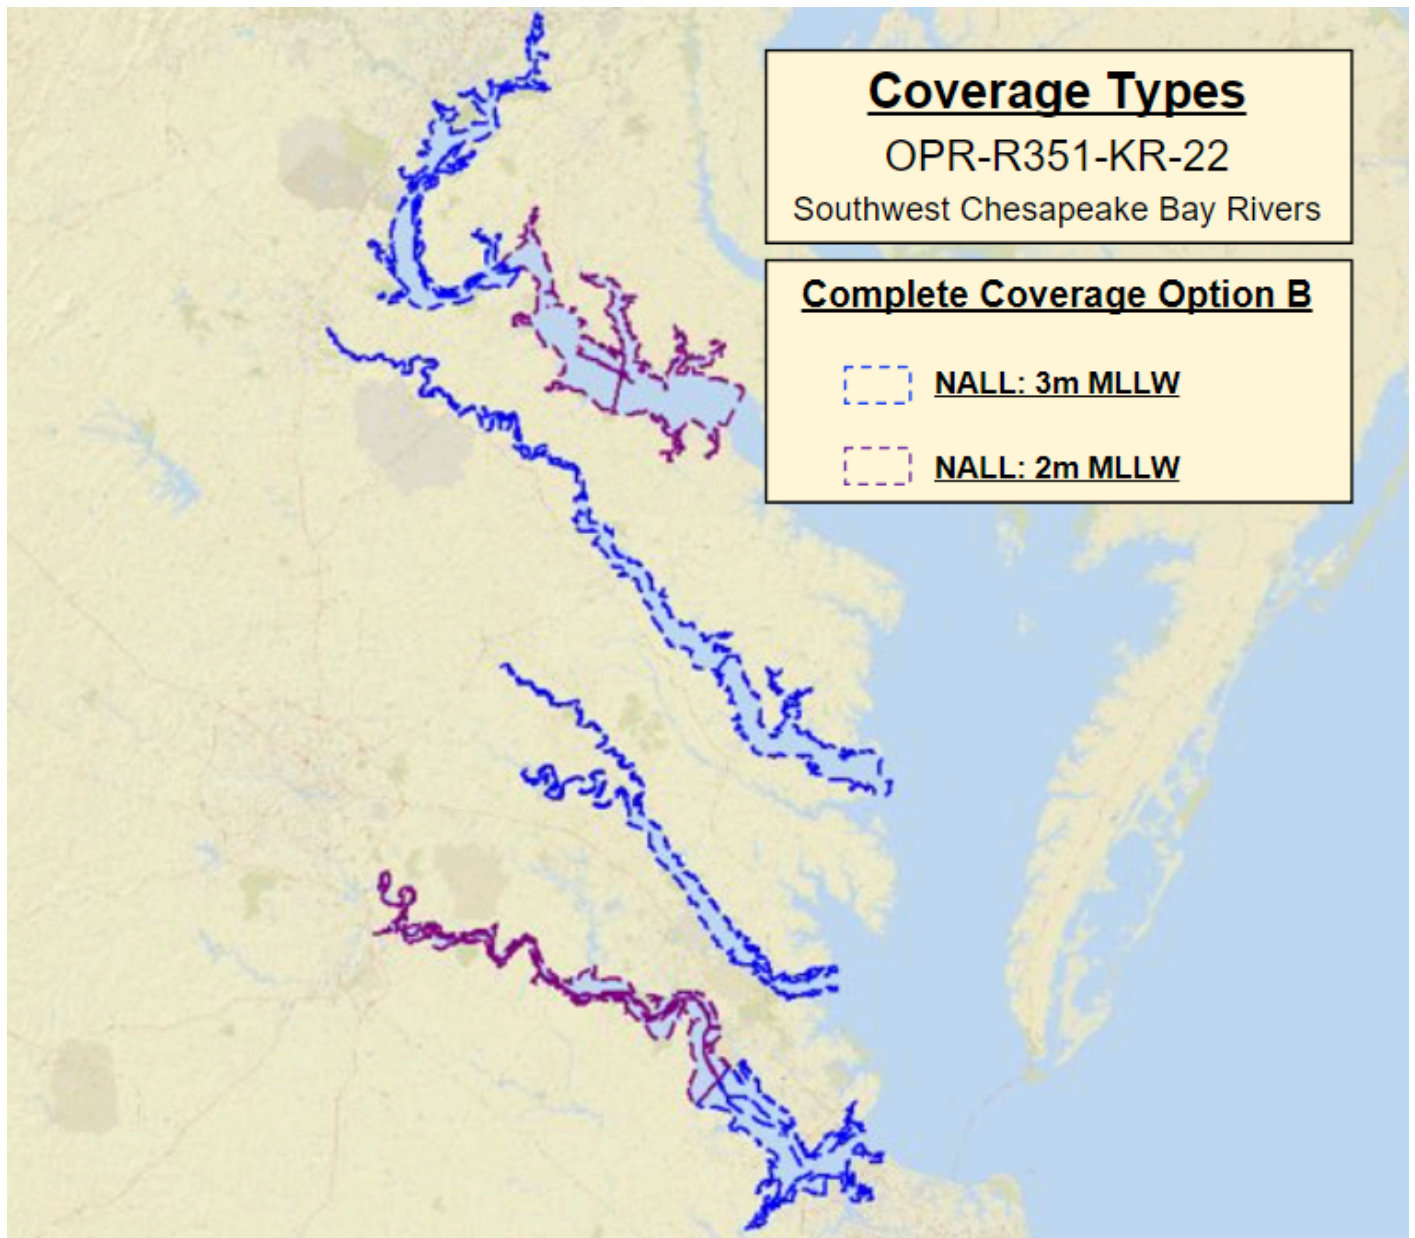 Coverage Types
OPR-R351-KR-22
Southwest Chesapeake Bay Rivers
Complete Coverage Option B
NALL: 3m MLLW
NALL: 2m MLLW